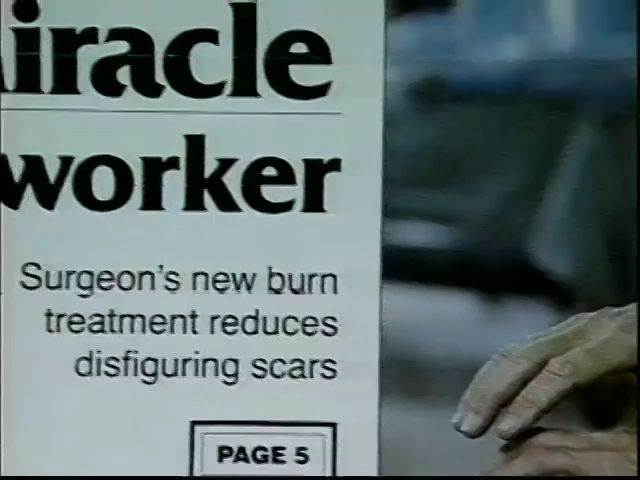 iracle
worker
Surgeon's new burn
treatment reduces
disfiguring scars
PAGE 5